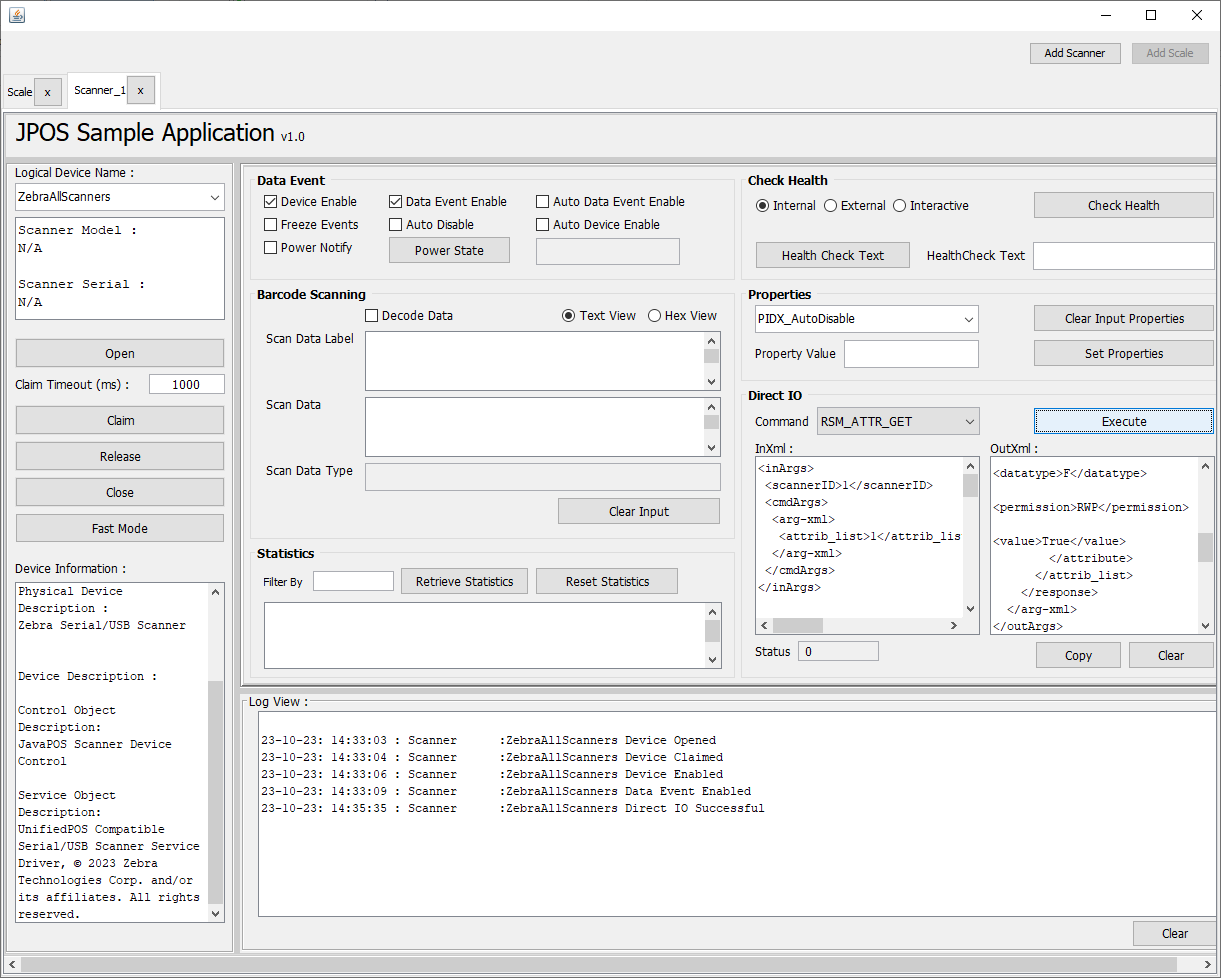 Add Scanner
Add Scale
Scale x
Scanner_1 x
JPOS Sample Application v1.0
Logical Device Name :
ZebraAllScanners
Scanner Model :
N/A
Scanner Serial :
N/A
Open
Claim Timeout (ms) : 1000
Claim
Release
Close
Fast Mode
Device Information :
Physical Device
Description :
Zebra Serial/USB Scanner
Device Description :
Control Object
Description:
JavaPOS Scanner Device
Control
Service Object
Description:
UnifiedPOS Compatible
Serial/USB Scanner Service
Driver, © 2023 Zebra
Technologies Corp. and/or
its affiliates. All rights
reserved.
Data Event
Device Enable
Data Event Enable
Auto Data Event Enable
Freeze Events
Auto Disable
Auto Device Enable
Power Notify
Power State
Barcode Scanning
Decode Data
Text View
Hex View
Scan Data Label
Scan Data
Scan Data Type
Clear Input
Statistics
Filter By
Retrieve Statistics
Reset Statistics
Check Health
Internal
External
Interactive
Check Health
Health Check Text
HealthCheck Text
Properties
PIDX_AutoDisable
Clear Input Properties
Property Value
Set Properties
Direct IO
Command
RSM_ATTR_GET
Execute
InXml :
<inArgs>
<scannerID>1</scannerID>
<cmdArgs>
<arg-xml>
<attrib_list>1</attrib_lis
</arg-xml>
</cmdArgs>
</inArgs>
OutXml :
<datatype>F</datatype>
<permission>RWP</permission>
<value>True</value>
</attribute>
</attrib_list>
</response>
</arg-xml>
</outArgs>
Status 0
Copy
Clear
Log View :
23-10-23: 14:33:03 : Scanner :ZebraAllScanners Device Opened
23-10-23: 14:33:04 : Scanner :ZebraAllScanners Device Claimed
23-10-23: 14:33:06 : Scanner :ZebraAllScanners Device Enabled
23-10-23: 14:33:09 : Scanner :ZebraAllScanners Data Event Enabled
23-10-23: 14:35:35 : Scanner :ZebraAllScanners Direct IO Successful
Clear